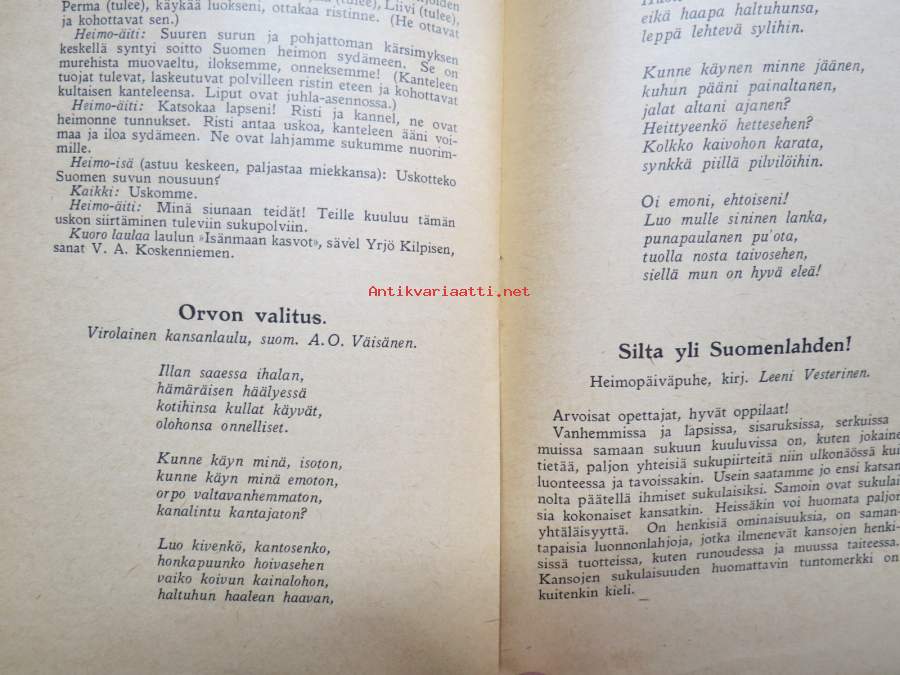 Perma (tulee), käykää luokseni, ottakaa ristinne. (He ottavat
ja kohottavat sen.)
Heimo-äiti: Suuren surun ja pohjattoman kärsimyksen
keskellä syntyi soitto Suomen heimon sydämeen. Se on
murehista muovaeltu, iloksemme, onneksemme! (Kanteleen
tuojat tulevat, laskeutuvat polvilleen ristin eteen ja kohottavat
kultaisen kanteleensa. Liput ovat juhla-asennossa.)
Heimo-äiti: Katsokaa lapseni! Risti ja kannel, ne ovat
heimonne tunnukset. Risti antaa uskoa, kanteleen ääni voi-
maa ja iloa sydämeen. Ne ovat lahjamme sukumme nuorim-
mille.
Heimo-isä (astuu keskeen, paljastaa miekkansa): Uskotteko
Suomen suvun nousuun?
Kaikki: Uskomme.
Heimo-äiti: Minä siunaan teidät! Teille kuuluu tämän
uskon siirtäminen tuleviin sukupolviin.
Kuoro laulaa laulun »Isänmaan kasvot», sävel Yrjö Kilpisen,
sanat V. A. Koskenniemen.
Orvon valitus.
Virolainen kansanlaulu, suom. A. O. Väisänen.
Illan saaessa ihalan,
hämäräisen häälyessä
kotihinsa kullat käyvät,
olohonsa onnelliset.
Kunne käyn minä, isoton,
kunne käyn minä emoton,
orpo valtavanhemmaton,
kanalintu kantajaton?
Luo kivenkö, kantosenko,
honkapuunko hoivasehen
vaiko koivun kainalohon,
haltuhun haalean haavan,
eikä haapa haltuhunsa,
leppä lehtevä sylihin.
Kunne käynen minne jäänen,
kuhun pääni painaltanen,
jalat altani ajanen?
Heittyeenkö hettesehen?
Kolkko kaivohon karata,
synkkä piillä pilvilöihin.
Oi emoni, ehtoiseni!
Luo mulle sininen lanka,
punapaulanen pu'ota,
tuolla nosta taivosehen,
siellä mun on hyvä eleä!
Antikvariaatti.net
Silta yli Suomenlahden!
Heimopäiväpuhe, kirj. Leeni Vesterinen.
Arvoisat opettajat, hyvät oppilaat!
Vanhemmissa ja lapsissa, sisaruksissa, serkuissa
muissa samaan sukuun kuuluvissa on, kuten jokaine
tietää, paljon yhteisiä sukupiirteitä niin ulkonäössä kui
luonteessa ja tavoissakin. Usein saatamme jo ensi katsan
nolta päätellä ihmiset sukulaisiksi. Samoin ovat sukulai
sia kokonaiset kansatkin. Heissäkin voi huomata paljon
yhtäläisyyttä. On henkisiä ominaisuuksia, on saman-
tapaisia luonnonlahjoja, jotka ilmenevät kansojen henki-
sissä tuotteissa, kuten runoudessa ja muussa taiteessa.
Kansojen sukulaisuuden huomattavin tuntomerkki on
kuitenkin kieli.